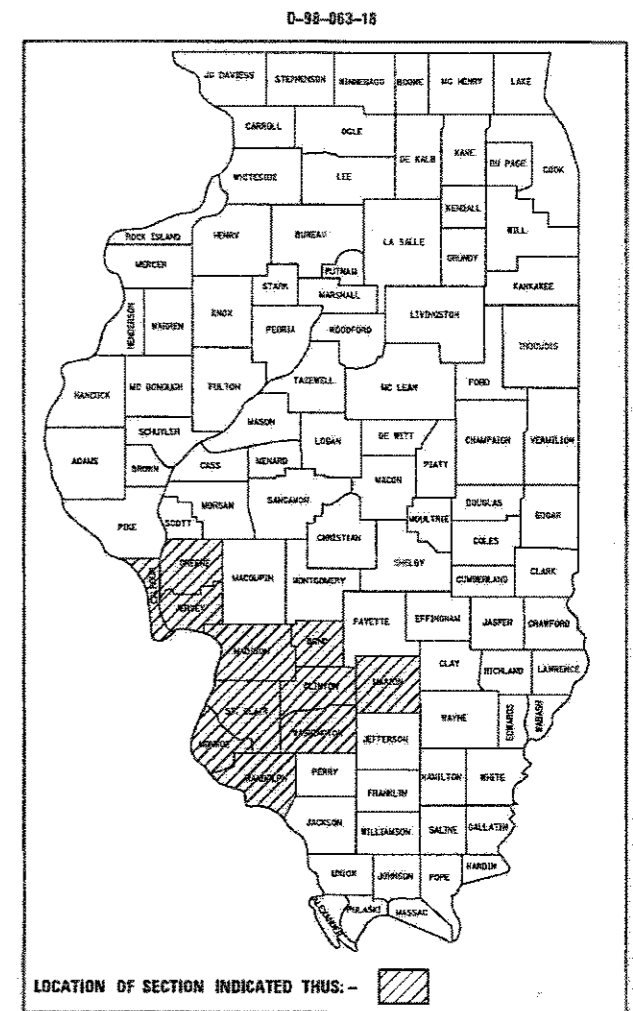 D-98-063-18
JO DAVIESS STEPHENSON WINNEBAGO BOONE MC HENRY LAKE
CARROLL OGLE
DE KALB KANE DU PAGE COOK
WHITESIDE LEE
KENDALL
ROCK ISLAND HENRY BUREAU LA SALLE WILL
MERCER PUTNAM GRUNDY
STARK MARSHALL KANKAKEE
HENDERSON WARREN KNOX PEORIA WOODFORD LIVINGSTON
IROQUOIS
HANCOCK MC DONOUGH FULTON TAZEWELL MC LEAN FORD
MASON
SCHUYLER LOGAN DE WITT CHAMPAIGN VERMILION
ADAMS BROWN CASS MENARD PIATT
MACON
MORGAN SANGAMON DOUGLAS
PIKE SCOTT MOULTRIE EDGAR
CHRISTIAN COLES
GREENE MACOUPIN MONTGOMERY SHELBY CUMBERLAND CLARK
CALHOUN JERSEY
FAYETTE EFFINGHAM JASPER CRAWFORD
MADISON BOND
CLAY RICHLAND LAWRENCE
CLINTON MARION
ST. CLAIR WAYNE EDWARDS WABASH
WASHINGTON
MONROE JEFFERSON
RANDOLPH PERRY HAMILTON WHITE
FRANKLIN
JACKSON WILLIAMSON SALINE GALLATIN
UNION JOHNSON POPE HARDIN
ALEXANDER PULASKI MASSAC
LOCATION OF SECTION INDICATED THUS: -